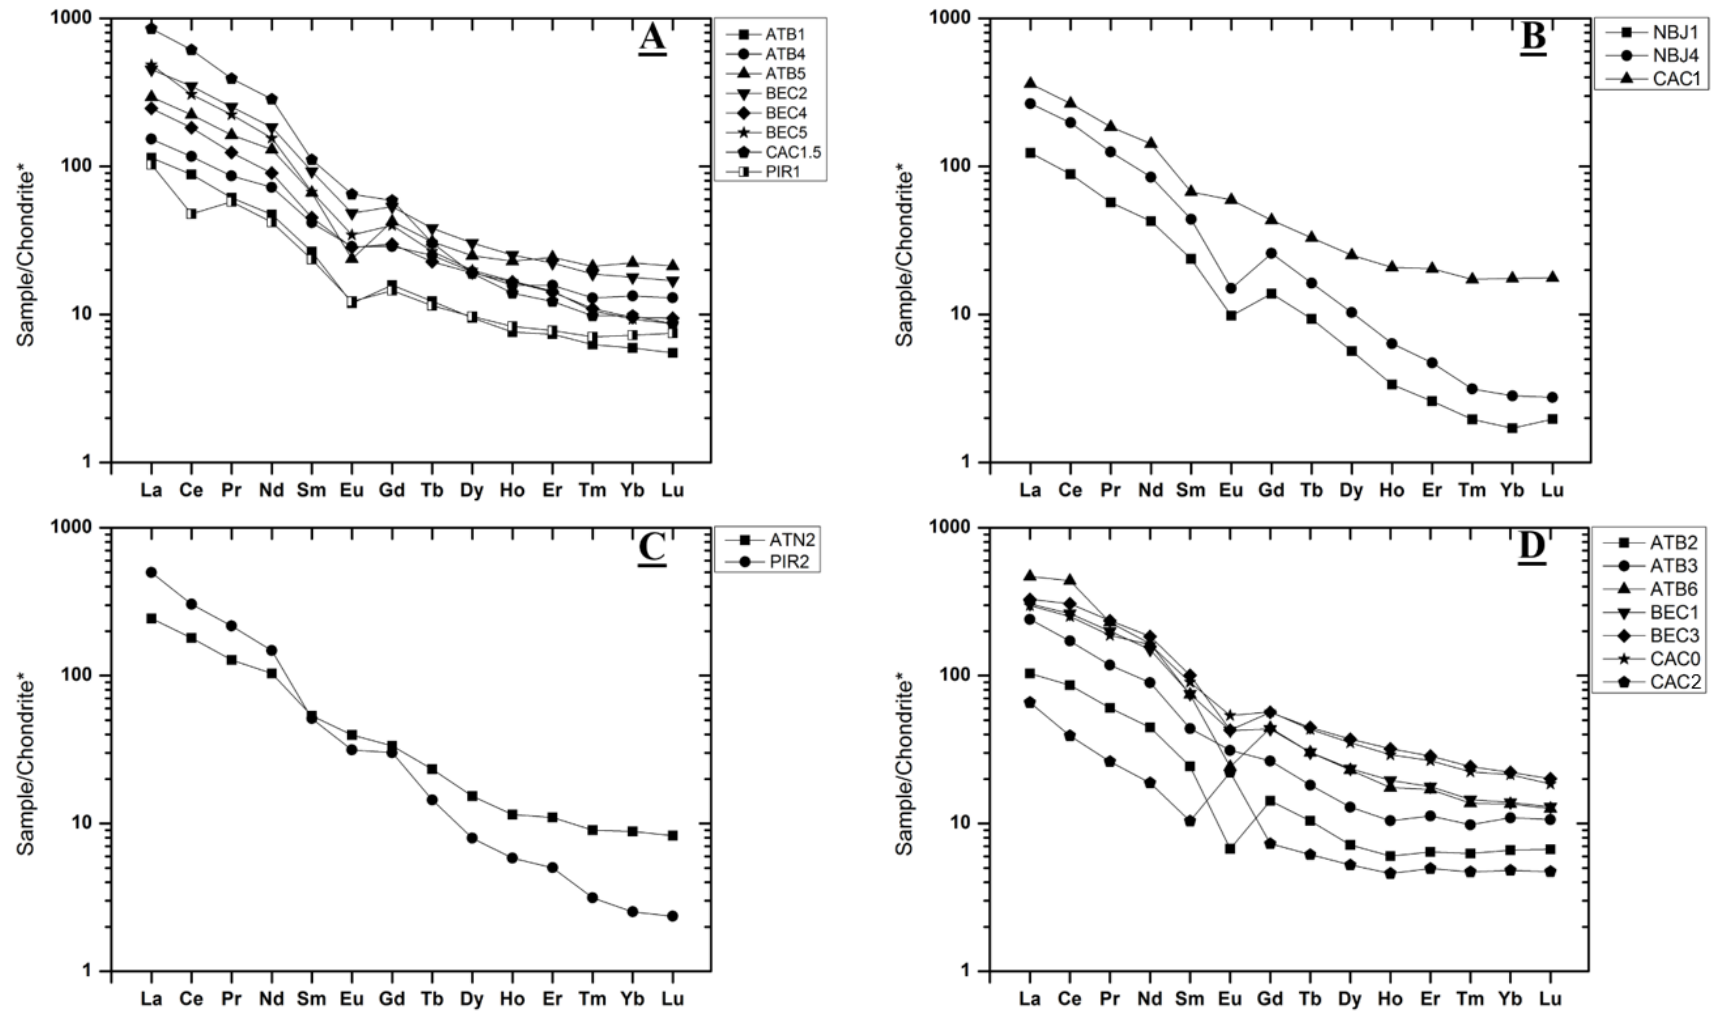 1000
100
10
1
Sample/Chondrite*
La Ce Pr Nd Sm Eu Gd Tb Dy Ho Er Tm Yb Lu
A
ATB1
ATB4
ATB5
BEC2
BEC4
BEC5
CAC1.5
PIR1
1000
100
10
1
Sample/Chondrite*
La Ce Pr Nd Sm Eu Gd Tb Dy Ho Er Tm Yb Lu
B
NBJ1
NBJ4
CAC1
1000
100
10
1
Sample/Chondrite*
La Ce Pr Nd Sm Eu Gd Tb Dy Ho Er Tm Yb Lu
C
ATN2
PIR2
1000
100
10
1
Sample/Chondrite*
La Ce Pr Nd Sm Eu Gd Tb Dy Ho Er Tm Yb Lu
D
ATB2
ATB3
ATB6
BEC1
BEC3
CAC0
CAC2